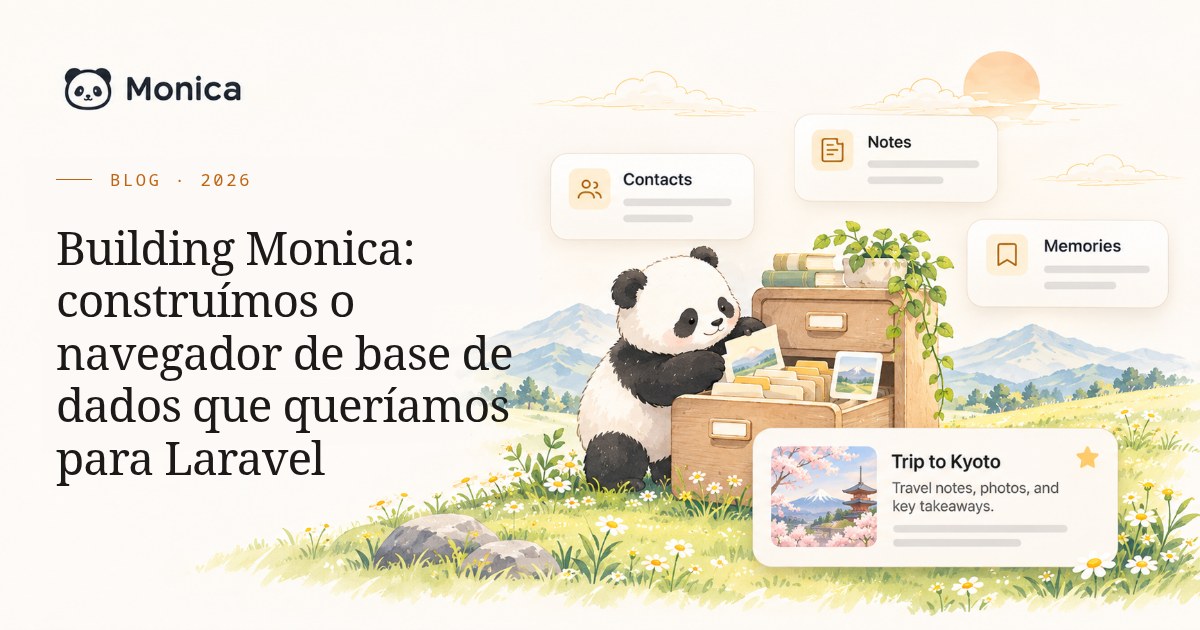 Monica
BLOG · 2026
Building Monica:
construímos o
navegador de base de
dados que queríamos
para Laravel
Contacts
Notes
Memories
Trip to Kyoto
Travel notes, photos, and
key takeaways.